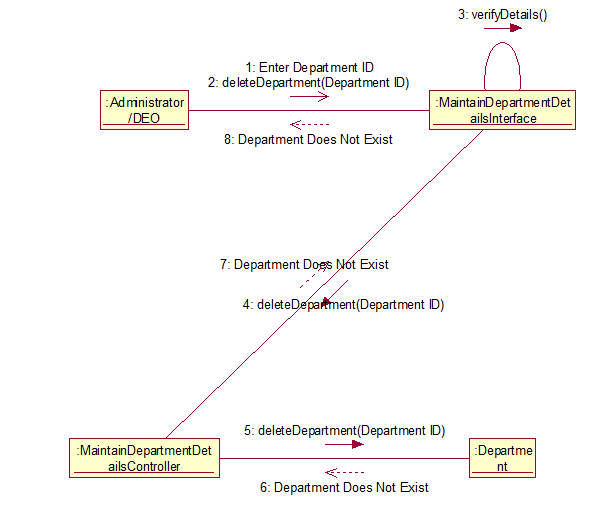 3: verifyDetails()
1: Enter Department ID
2: deleteDepartment(Department ID)
:Administrator
/DEO
:MaintainDepartmentDet
ailsInterface
8: Department Does Not Exist
7: Department Does Not Exist
4: deleteDepartment(Department ID)
5: deleteDepartment(Department ID)
:MaintainDepartmentDet
ailsController
:Departme
nt
6: Department Does Not Exist